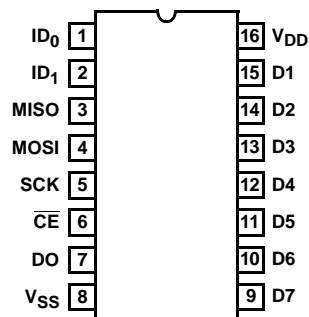 ID0 1 16 VDD
ID1 2 15 D1
MISO 3 14 D2
MOSI 4 13 D3
SCK 5 12 D4
C̅E̅ 6 11 D5
DO 7 10 D6
VSS 8 9 D7